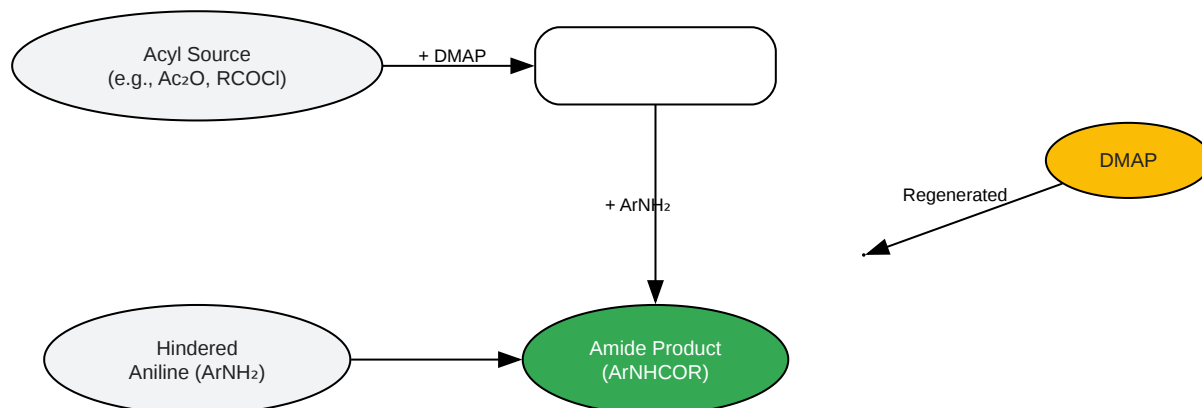 Acyl Source
(e.g., Ac₂O, RCOCl)
+ DMAP
DMAP
Regenerated
+ ArNH₂
Hindered
Aniline (ArNH₂)
Amide Product
(ArNHCOR)